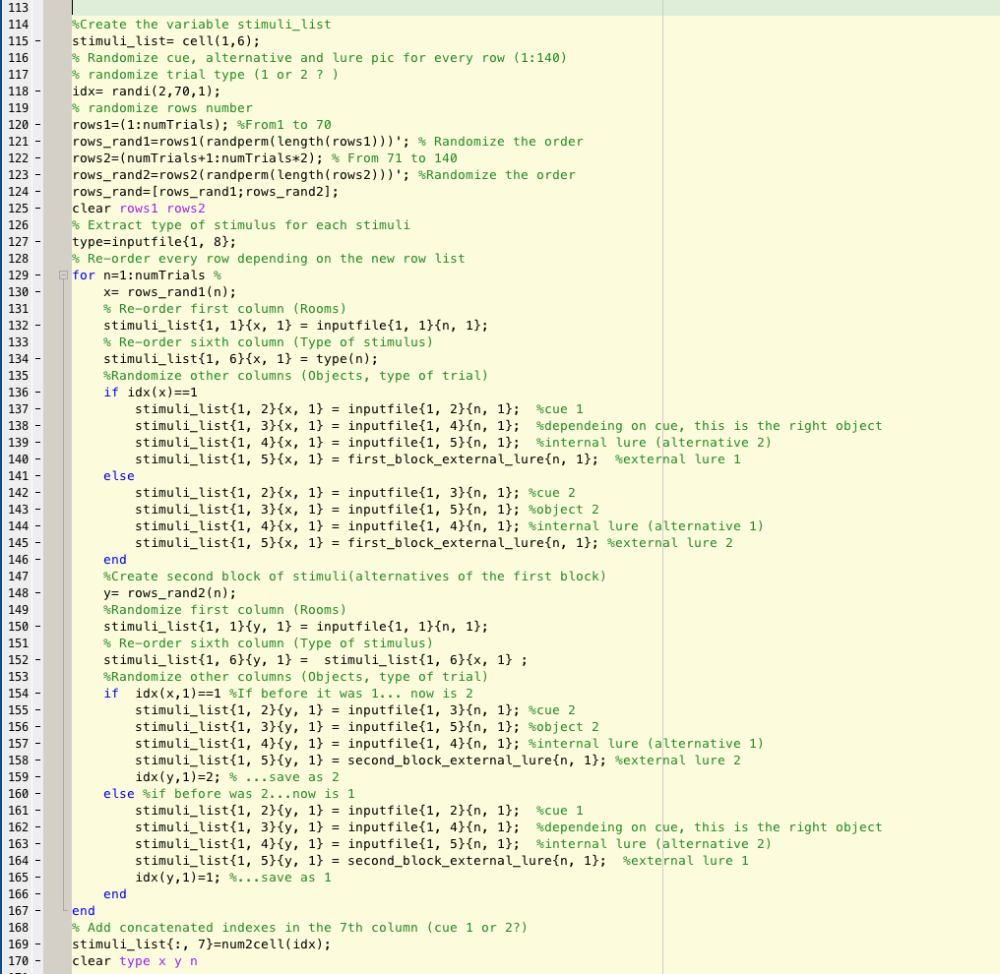 113
114 %Create the variable stimuli_list
115 - stimuli_list= cell(1,6);
116 % Randomize cue, alternative and lure pic for every row (1:140)
117 % randomize trial type (1 or 2 ? )
118 - idx= randi(2,70,1);
119 % randomize rows number
120 - rows1=(1:numTrials); %From1 to 70
121 - rows_rand1=rows1(randperm(length(rows1)))'; % Randomize the order
122 - rows2=(numTrials+1:numTrials*2); % From 71 to 140
123 - rows_rand2=rows2(randperm(length(rows2)))'; %Randomize the order
124 - rows_rand=[rows_rand1;rows_rand2];
125 - clear rows1 rows2
126 % Extract type of stimulus for each stimuli
127 - type=inputfile{1, 8};
128 % Re-order every row depending on the new row list
129 - for n=1:numTrials %
130 - x= rows_rand1(n);
131 % Re-order first column (Rooms)
132 - stimuli_list{1, 1}{x, 1} = inputfile{1, 1}{n, 1};
133 % Re-order sixth column (Type of stimulus)
134 - stimuli_list{1, 6}{x, 1} = type(n);
135 %Randomize other columns (Objects, type of trial)
136 - if idx(x)==1
137 - stimuli_list{1, 2}{x, 1} = inputfile{1, 2}{n, 1};  %cue 1
138 - stimuli_list{1, 3}{x, 1} = inputfile{1, 4}{n, 1};  %dependeing on cue, this is the right object
139 - stimuli_list{1, 4}{x, 1} = inputfile{1, 5}{n, 1};  %internal lure (alternative 2)
140 - stimuli_list{1, 5}{x, 1} = first_block_external_lure{n, 1};  %external lure 1
141 - else
142 - stimuli_list{1, 2}{x, 1} = inputfile{1, 3}{n, 1}; %cue 2
143 - stimuli_list{1, 3}{x, 1} = inputfile{1, 5}{n, 1}; %object 2
144 - stimuli_list{1, 4}{x, 1} = inputfile{1, 4}{n, 1}; %internal lure (alternative 1)
145 - stimuli_list{1, 5}{x, 1} = first_block_external_lure{n, 1}; %external lure 2
146 - end
147 %Create second block of stimuli(alternatives of the first block)
148 - y= rows_rand2(n);
149 %Randomize first column (Rooms)
150 - stimuli_list{1, 1}{y, 1} = inputfile{1, 1}{n, 1};
151 % Re-order sixth column (Type of stimulus)
152 - stimuli_list{1, 6}{y, 1} =  stimuli_list{1, 6}{x, 1} ;
153 %Randomize other columns (Objects, type of trial)
154 - if  idx(x,1)==1 %If before it was 1... now is 2
155 - stimuli_list{1, 2}{y, 1} = inputfile{1, 3}{n, 1}; %cue 2
156 - stimuli_list{1, 3}{y, 1} = inputfile{1, 5}{n, 1}; %object 2
157 - stimuli_list{1, 4}{y, 1} = inputfile{1, 4}{n, 1}; %internal lure (alternative 1)
158 - stimuli_list{1, 5}{y, 1} = second_block_external_lure{n, 1}; %external lure 2
159 - idx(y,1)=2; % ...save as 2
160 - else %if before was 2...now is 1
161 - stimuli_list{1, 2}{y, 1} = inputfile{1, 2}{n, 1};  %cue 1
162 - stimuli_list{1, 3}{y, 1} = inputfile{1, 4}{n, 1};  %dependeing on cue, this is the right object
163 - stimuli_list{1, 4}{y, 1} = inputfile{1, 5}{n, 1};  %internal lure (alternative 2)
164 - stimuli_list{1, 5}{y, 1} = second_block_external_lure{n, 1};  %external lure 1
165 - idx(y,1)=1; %...save as 1
166 - end
167 - end
168 % Add concatenated indexes in the 7th column (cue 1 or 2?)
169 - stimuli_list{:, 7}=num2cell(idx);
170 - clear type x y n